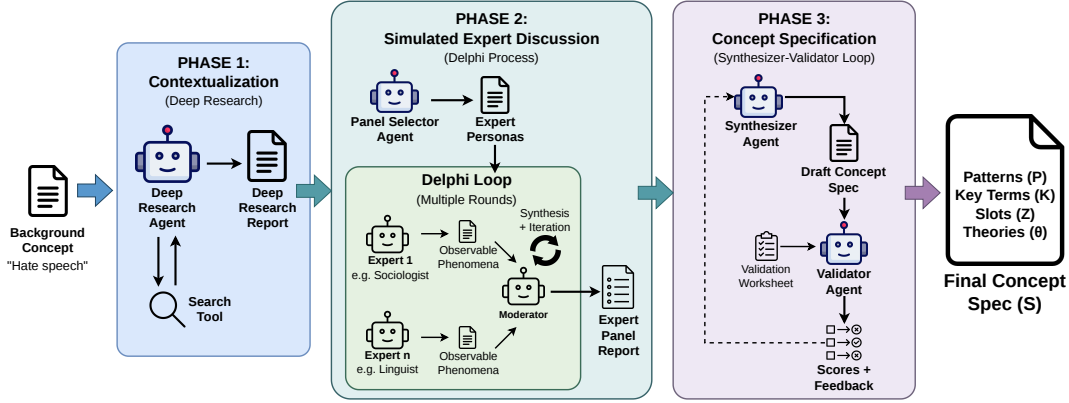 Background
Concept
"Hate speech"
PHASE 1:
Contextualization
(Deep Research)
Deep
Research
Agent
Deep
Research
Report
Search
Tool
PHASE 2:
Simulated Expert Discussion
(Delphi Process)
Panel Selector
Agent
Expert
Personas
Delphi Loop
(Multiple Rounds)
Synthesis
+ Iteration
Expert 1
e.g. Sociologist
Observable
Phenomena
Moderator
Expert n
e.g. Linguist
Observable
Phenomena
Expert
Panel
Report
PHASE 3:
Concept Specification
(Synthesizer-Validator Loop)
Synthesizer
Agent
Draft Concept
Spec
Validation
Worksheet
Validator
Agent
Scores +
Feedback
Patterns (P)
Key Terms (K)
Slots (Z)
Theories (θ)
Final Concept
Spec (S)